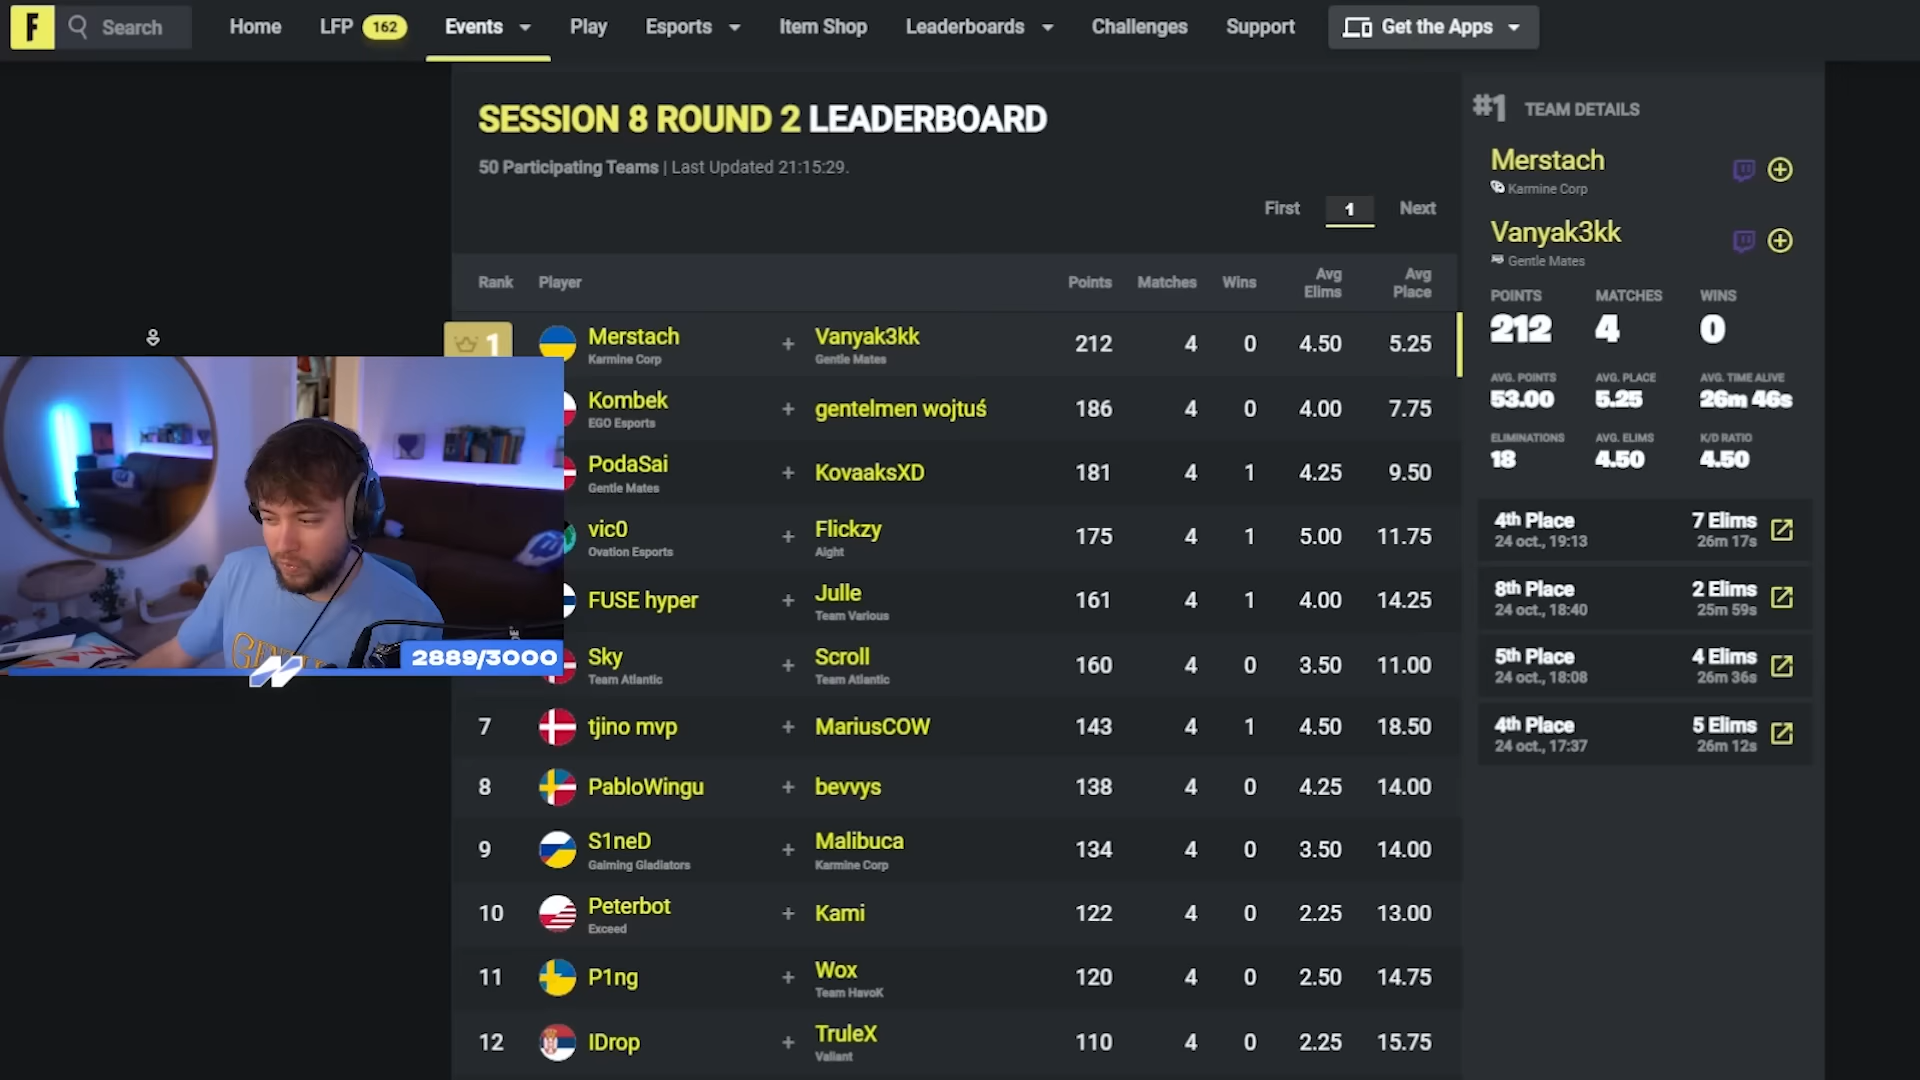 F Search Home LFP 162 Events Play Esports Item Shop Leaderboards Challenges Support Get the Apps
SESSION 8 ROUND 2 LEADERBOARD
50 Participating Teams | Last Updated 21:15:29.
First 1 Next
Rank Player Points Matches Wins Avg Elims Avg Place
1 Merstach + Vanyak3kk 212 4 0 4.50 5.25
Karmine Corp Gentle Mates
Kombek + gentelmen wojtuś 186 4 0 4.00 7.75
EGO Esports
PodaSai + KovaaksXD 181 4 1 4.25 9.50
Gentle Mates
vic0 + Flickzy 175 4 1 5.00 11.75
Ovation Esports Aight
FUSE hyper + Julle 161 4 1 4.00 14.25
Team Various
Sky + Scroll 160 4 0 3.50 11.00
Team Atlantic Team Atlantic
7 tjino mvp + MariusCOW 143 4 1 4.50 18.50
8 PabloWingu + bevvys 138 4 0 4.25 14.00
9 S1neD + Malibuca 134 4 0 3.50 14.00
Gaiming Gladiators Karmine Corp
10 Peterbot + Kami 122 4 0 2.25 13.00
Exceed
11 P1ng + Wox 120 4 0 2.50 14.75
Team HavoK
12 IDrop + TruleX 110 4 0 2.25 15.75
Valiant
#1 TEAM DETAILS
Merstach
Karmine Corp
Vanyak3kk
Gentle Mates
POINTS MATCHES WINS
212 4 0
AVG. POINTS AVG. PLACE AVG. TIME ALIVE
53.00 5.25 26m 46s
ELIMINATIONS AVG. ELIMS K/D RATIO
18 4.50 4.50
4th Place 7 Elims
24 oct., 19:13 26m 17s
8th Place 2 Elims
24 oct., 18:40 25m 59s
5th Place 4 Elims
24 oct., 18:08 26m 36s
4th Place 5 Elims
24 oct., 17:37 26m 12s
2889/3000